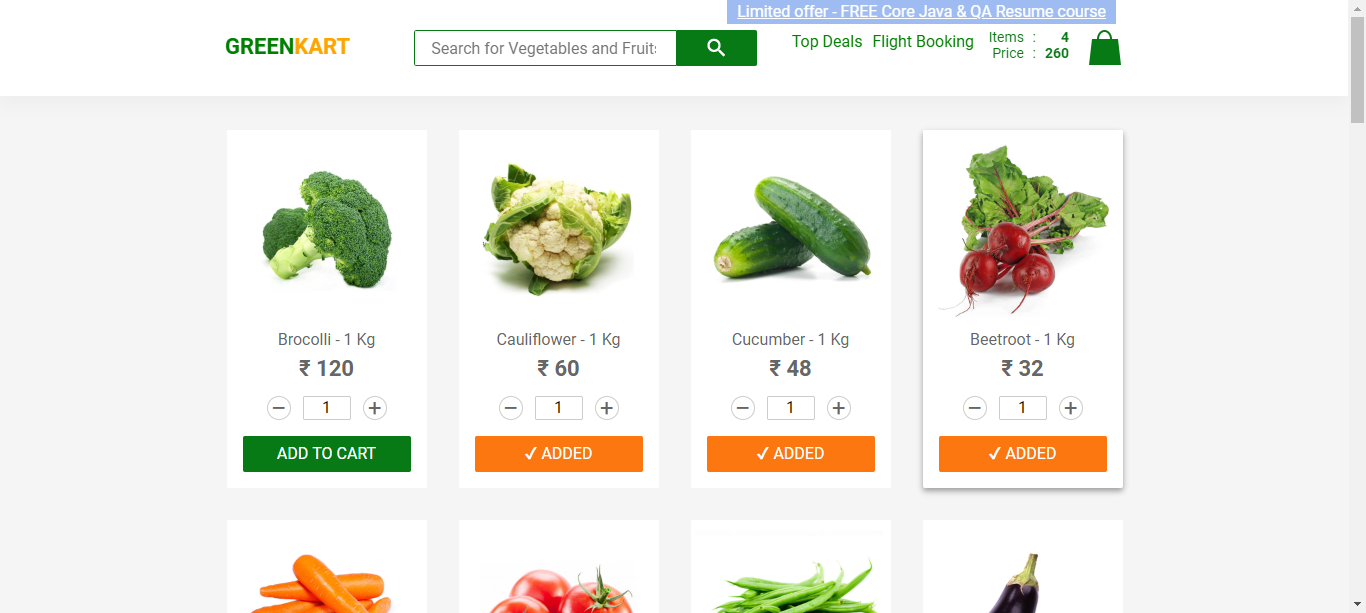 Limited offer - FREE Core Java & QA Resume course
GREENKART
Search for Vegetables and Fruit
Top Deals
Flight Booking
Items : 4
Price : 260
Brocolli - 1 Kg
₹ 120
− 1 +
ADD TO CART
Cauliflower - 1 Kg
₹ 60
− 1 +
✓ ADDED
Cucumber - 1 Kg
₹ 48
− 1 +
✓ ADDED
Beetroot - 1 Kg
₹ 32
− 1 +
✓ ADDED